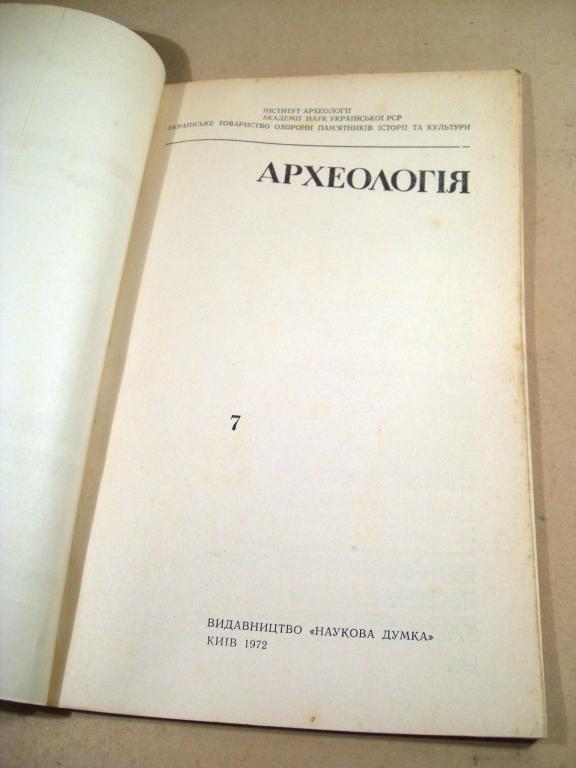 ІНСТИТУТ АРХЕОЛОГІЇ
АКАДЕМІЇ НАУК УКРАЇНСЬКОЇ РСР
УКРАЇНСЬКЕ ТОВАРИСТВО ОХОРОНИ ПАМ'ЯТНИКІВ ІСТОРІЇ ТА КУЛЬТУРИ
АРХЕОЛОГІЯ
7
ВИДАВНИЦТВО «НАУКОВА ДУМКА»
КИЇВ 1972